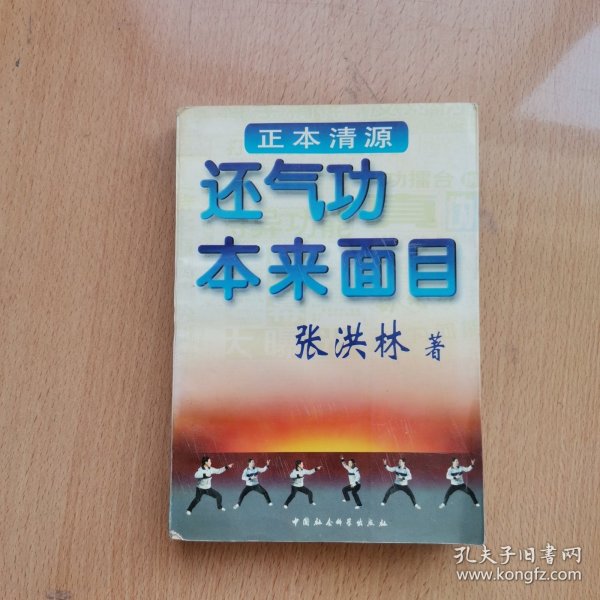 正本清源
还气功
本来面目
张洪林 著
中国社会科学出版社
孔夫子旧书网
www.kongfz.com